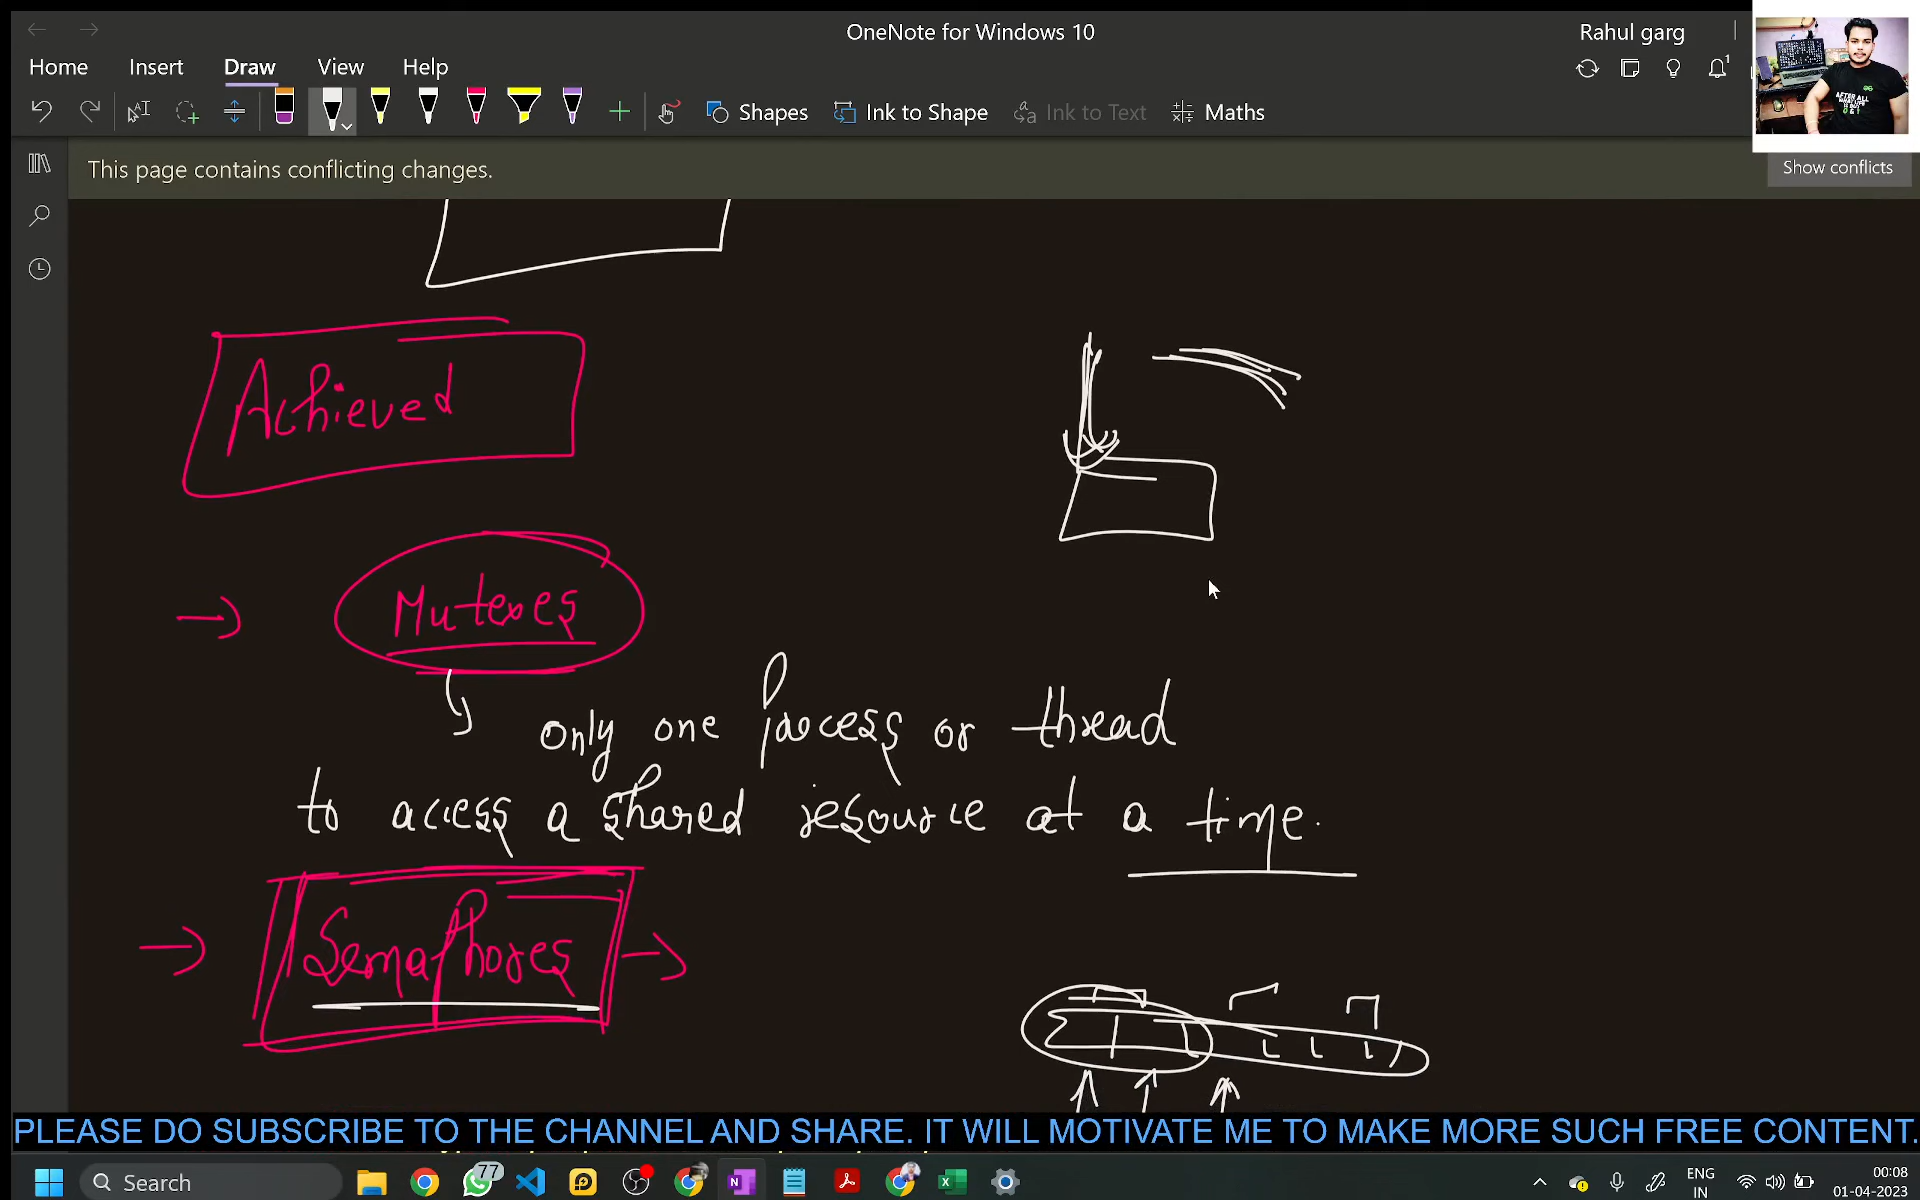 OneNote for Windows 10
Rahul garg
Home Insert Draw View Help
Shapes Ink to Shape Ink to Text Maths
This page contains conflicting changes.
Show conflicts
Achieved
Mutexes
only one process or thread
to access a shared resource at a time.
Semaphores
PLEASE DO SUBSCRIBE TO THE CHANNEL AND SHARE. IT WILL MOTIVATE ME TO MAKE MORE SUCH FREE CONTENT.
Search
77
ENG
IN
00:08
01-04-2023